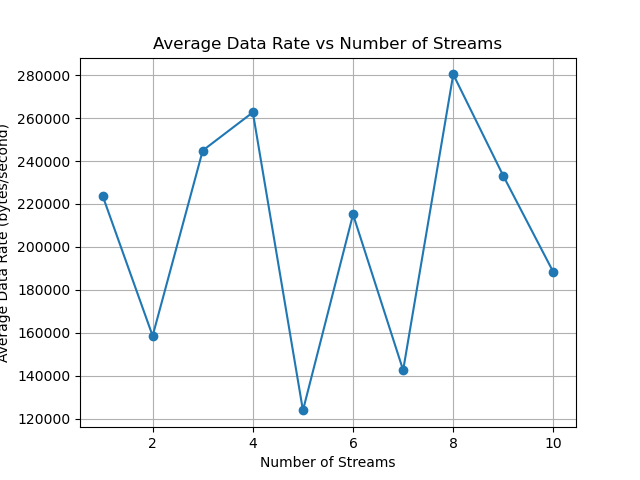 Average Data Rate vs Number of Streams
Average Data Rate (bytes/second)
280000
260000
240000
220000
200000
180000
160000
140000
120000
2 4 6 8 10
Number of Streams